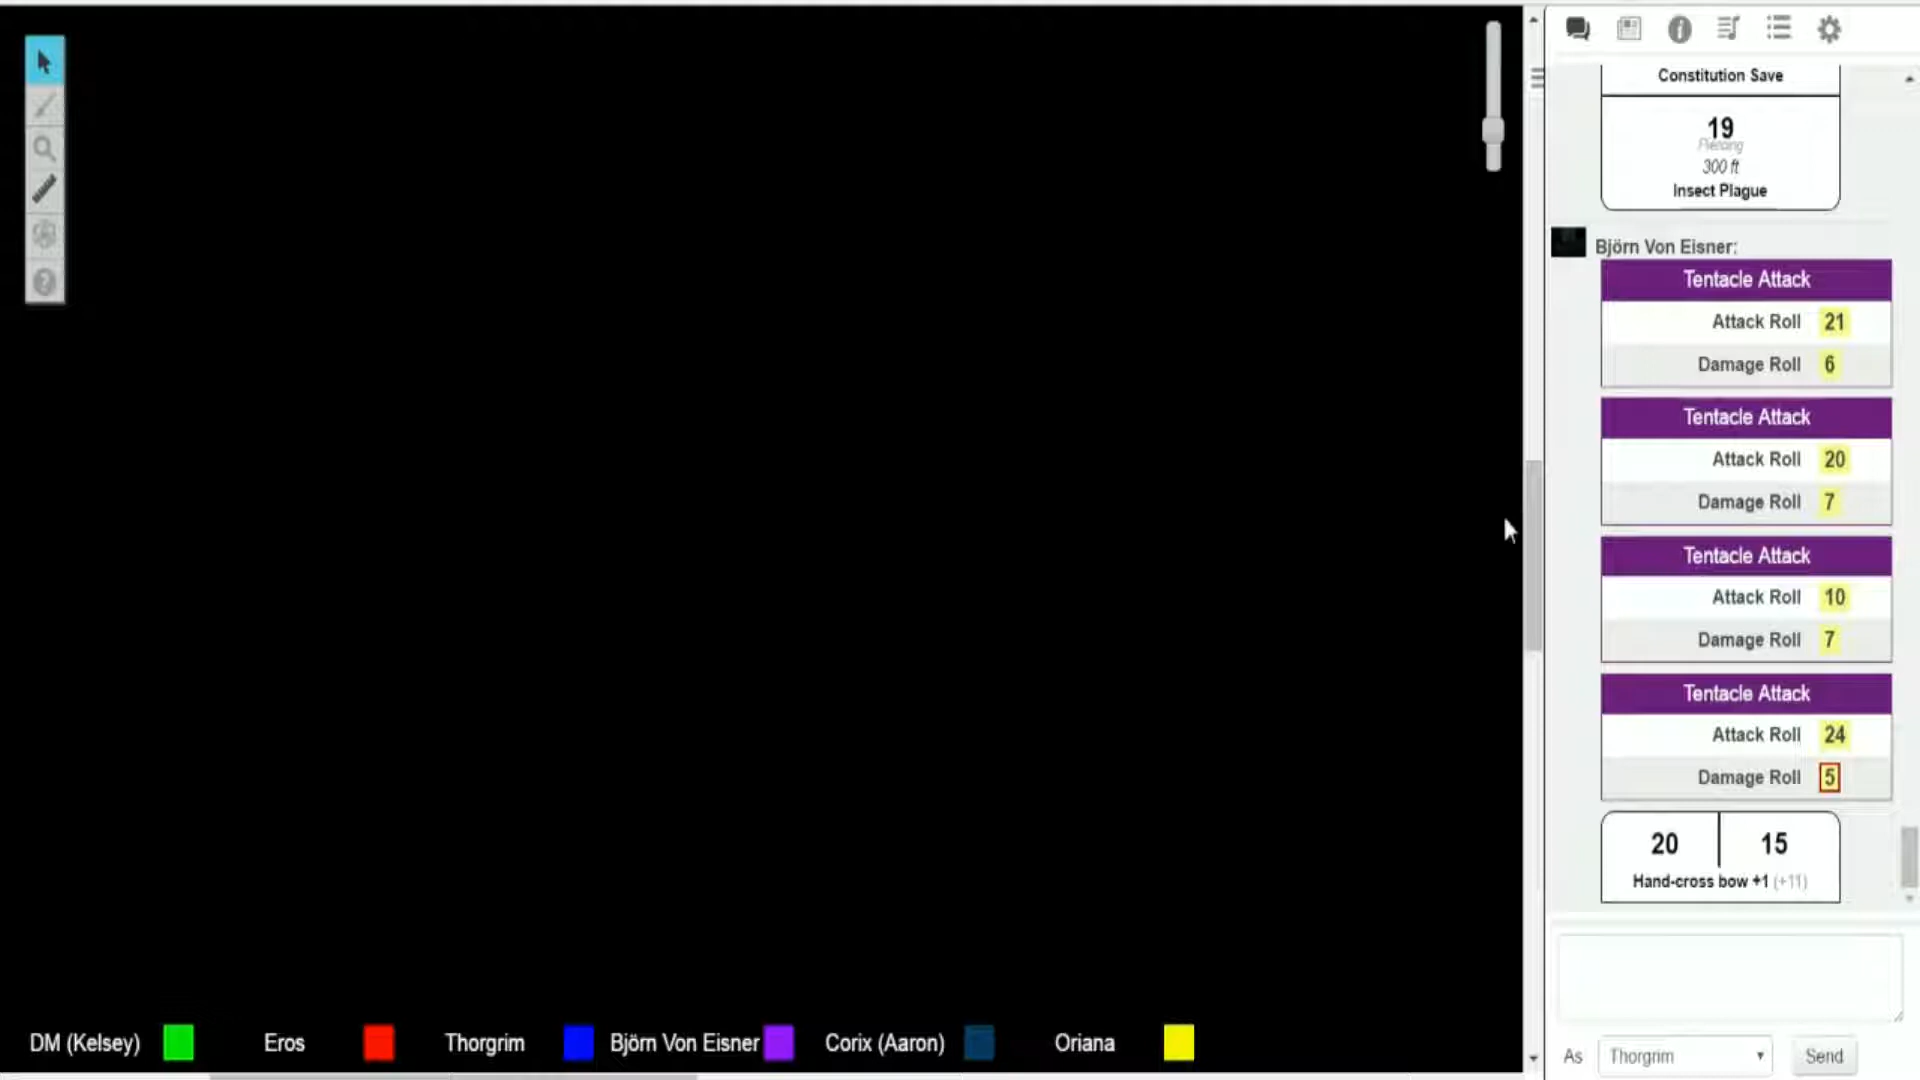 Constitution Save
19
Piercing
300 ft
Insect Plague
Björn Von Eisner:
Tentacle Attack
Attack Roll 21
Damage Roll 6
Tentacle Attack
Attack Roll 20
Damage Roll 7
Tentacle Attack
Attack Roll 10
Damage Roll 7
Tentacle Attack
Attack Roll 24
Damage Roll 5
20 15
Hand-cross bow +1 (+11)
DM (Kelsey) Eros Thorgrim Björn Von Eisner Corix (Aaron) Oriana
As Thorgrim Send